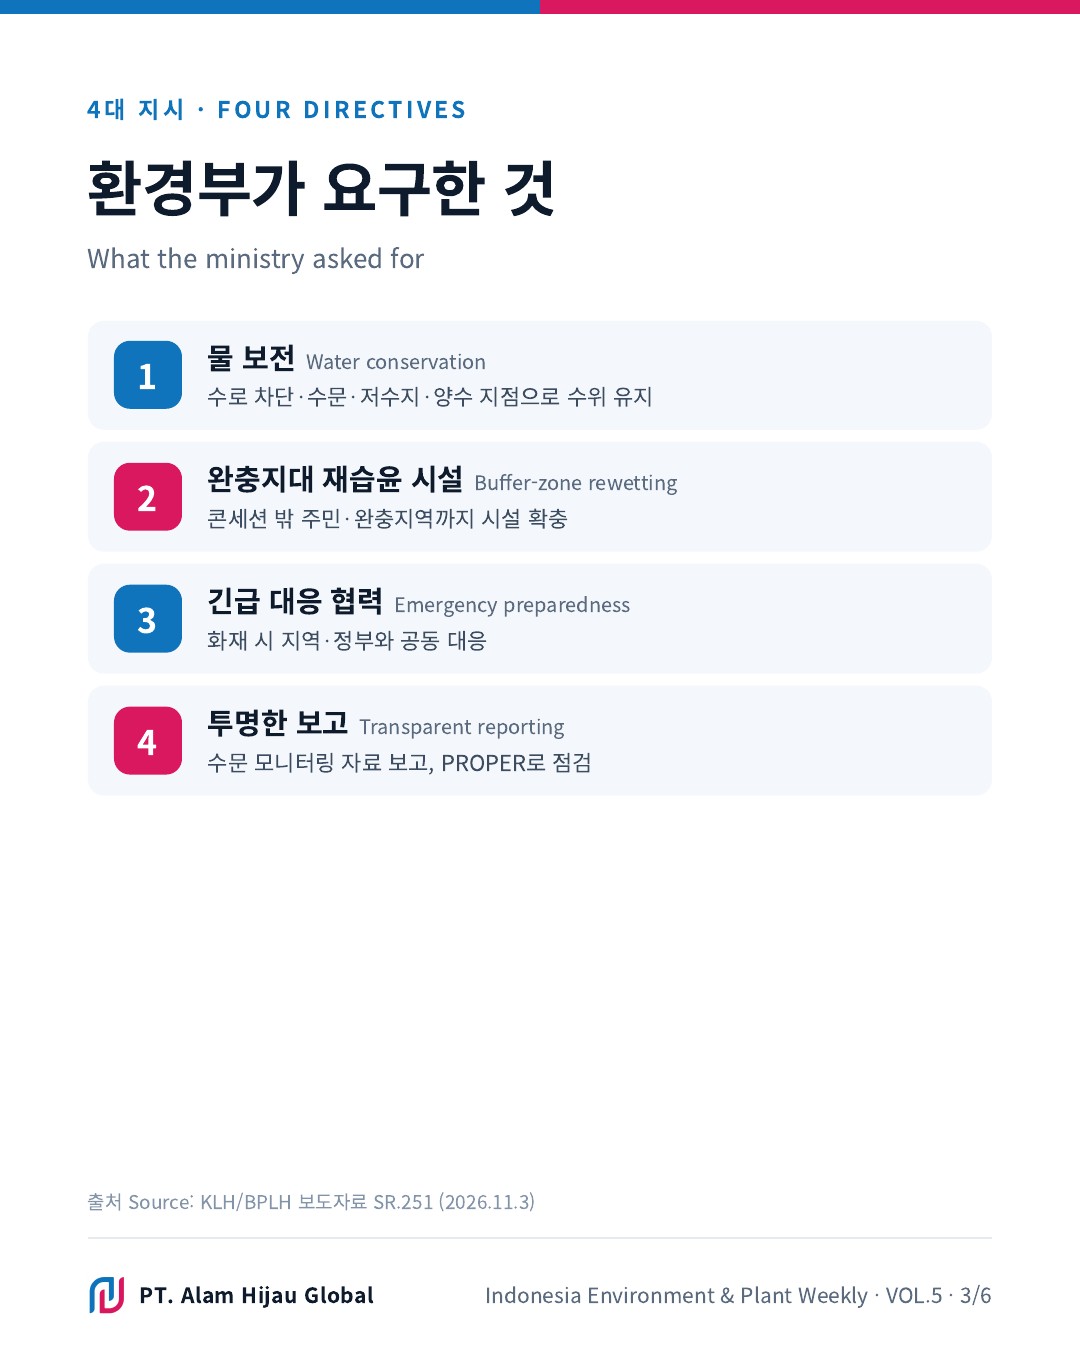 4대 지시 · FOUR DIRECTIVES
환경부가 요구한 것
What the ministry asked for
1
물 보전 Water conservation
수로 차단·수문·저수지·양수 지점으로 수위 유지
2
완충지대 재습윤 시설 Buffer-zone rewetting
콘세션 밖 주민·완충지역까지 시설 확충
3
긴급 대응 협력 Emergency preparedness
화재 시 지역·정부와 공동 대응
4
투명한 보고 Transparent reporting
수문 모니터링 자료 보고, PROPER로 점검
출처 Source: KLH/BPLH 보도자료 SR.251 (2026.11.3)
PT. Alam Hijau Global
Indonesia Environment & Plant Weekly · VOL.5 · 3/6